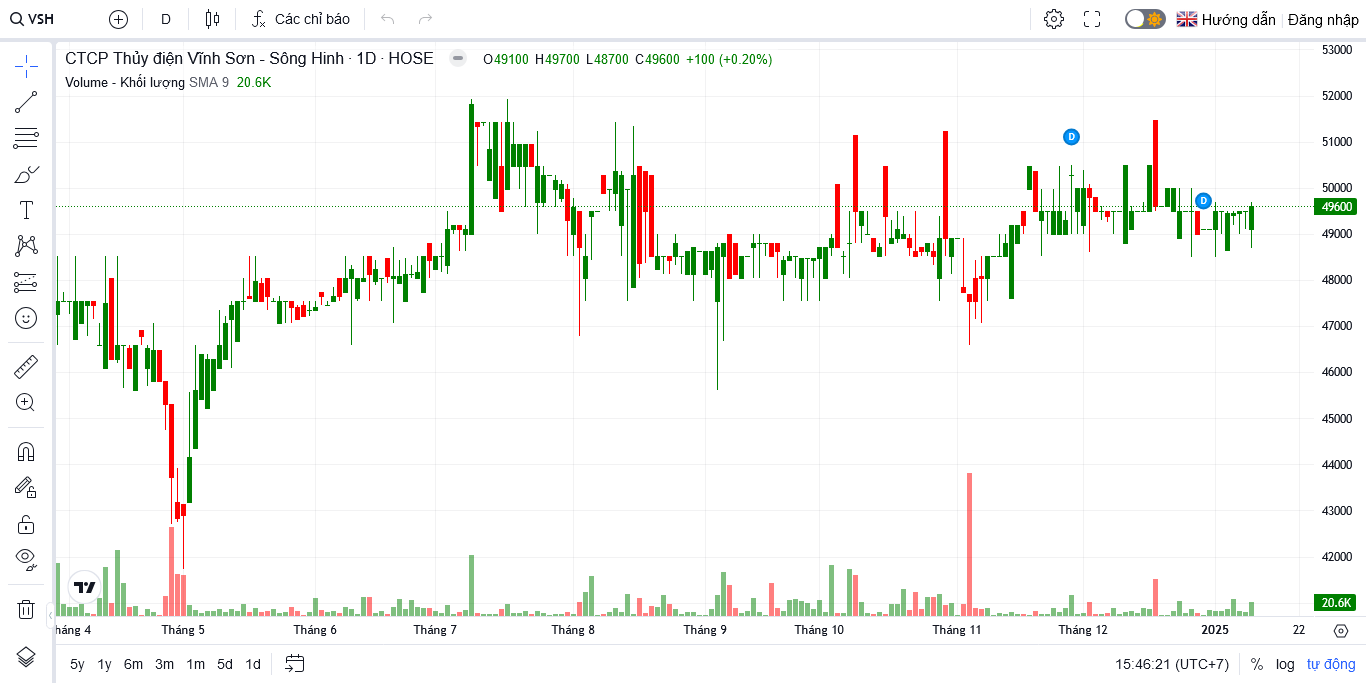 VSH D Các chỉ báo Hướng dẫn Đăng nhập
CTCP Thủy điện Vĩnh Sơn - Sông Hinh · 1D · HOSE O49100 H49700 L48700 C49600 +100 (+0.20%)
Volume - Khối lượng SMA 9 20.6K
53000
52000
51000
D
50000
D
49600
49000
48000
47000
46000
45000
44000
43000
42000
20.6K
háng 4 Tháng 5 Tháng 6 Tháng 7 Tháng 8 Tháng 9 Tháng 10 Tháng 11 Tháng 12 2025 22
5y 1y 6m 3m 1m 5d 1d 15:46:21 (UTC+7) % log tự động